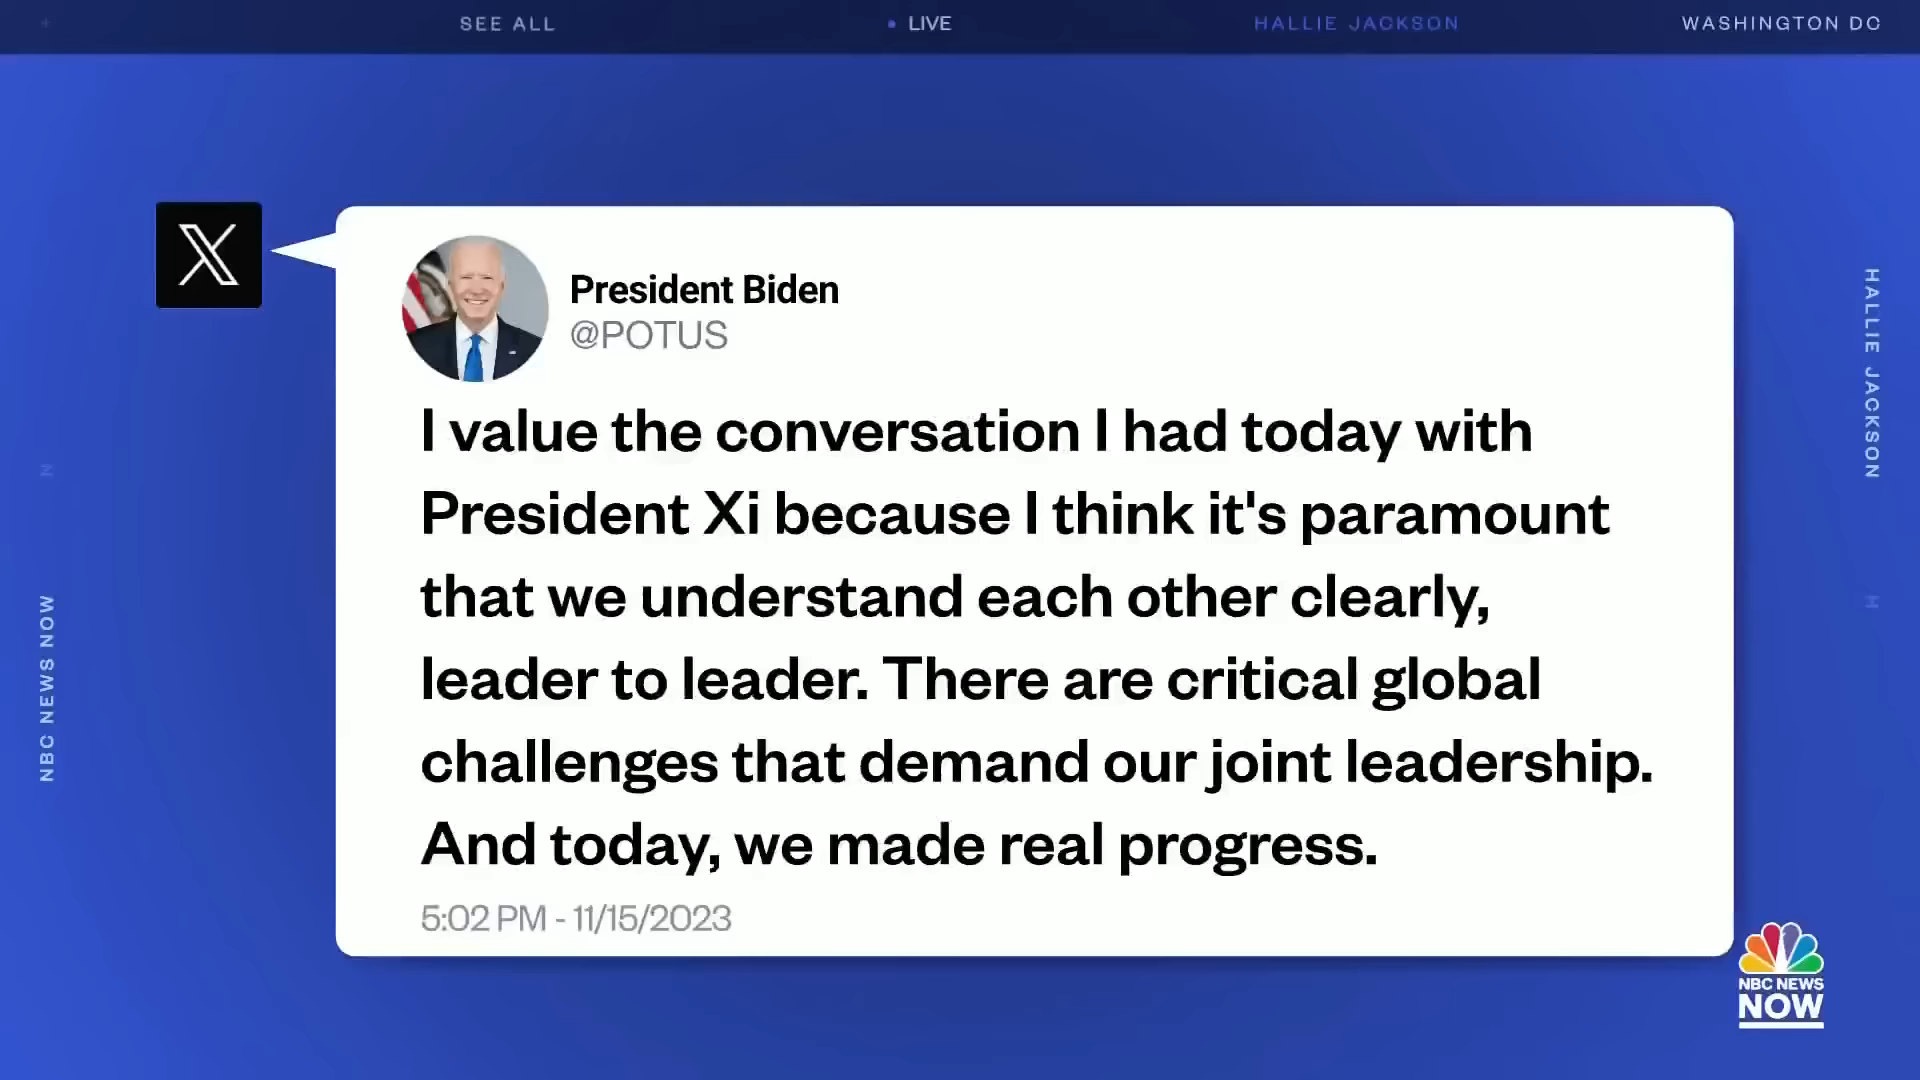 SEE ALL
LIVE
HALLIE JACKSON
WASHINGTON DC
X
President Biden
@POTUS
I value the conversation I had today with
President Xi because I think it's paramount
that we understand each other clearly,
leader to leader. There are critical global
challenges that demand our joint leadership.
And today, we made real progress.
5:02 PM - 11/15/2023
NBC NEWS NOW
N
HALLIE JACKSON
H
NBC NEWS
NOW